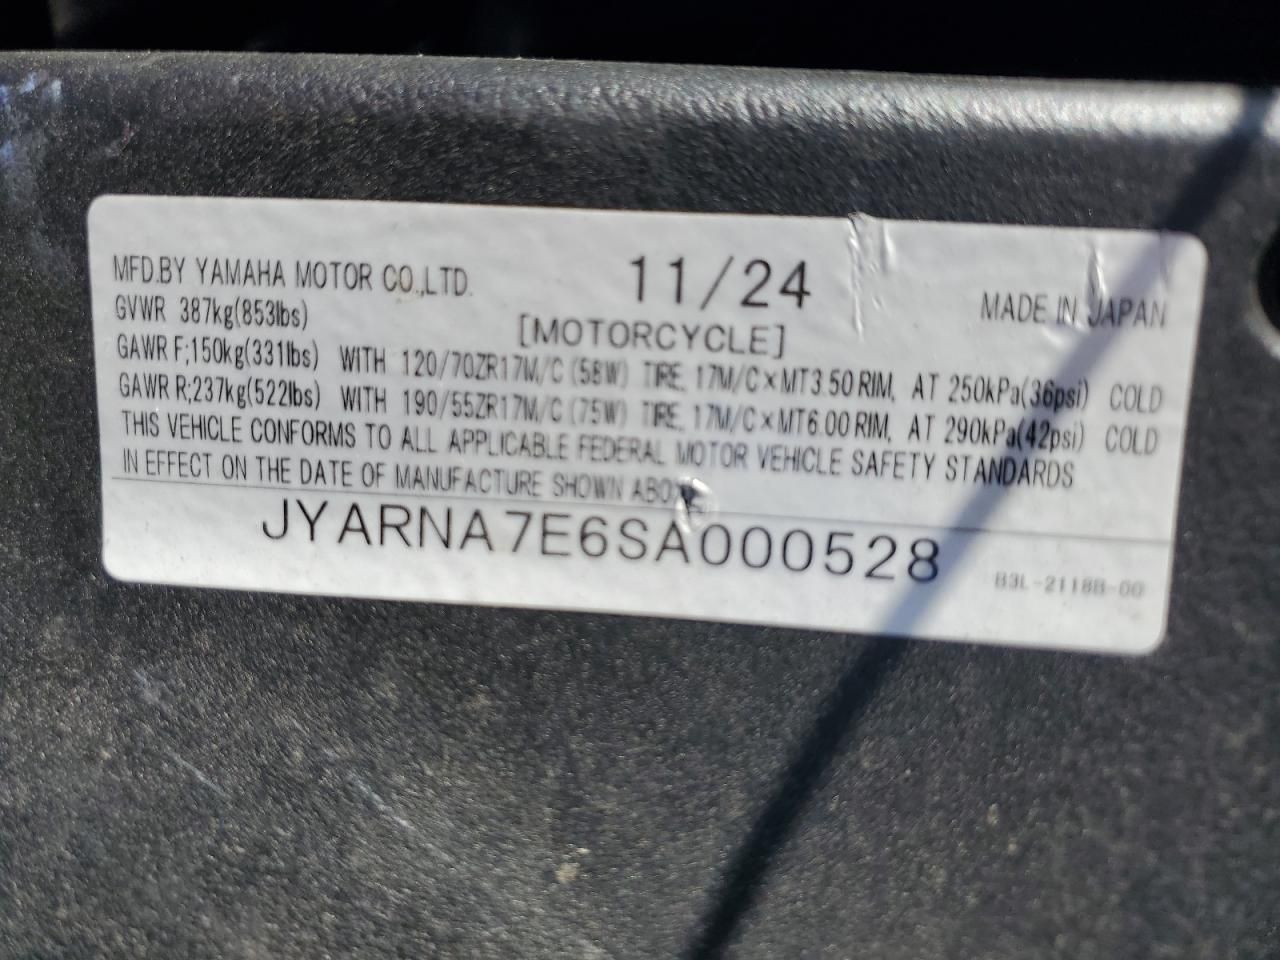 MFD.BY YAMAHA MOTOR CO.,LTD. 11/24 MADE IN JAPAN
GVWR 387kg(853lbs) [MOTORCYCLE]
GAWR F;150kg(331lbs) WITH 120/70ZR17M/C (58W) TIRE, 17M/C×MT3.50 RIM, AT 250kPa(36psi) COLD
GAWR R;237kg(522lbs) WITH 190/55ZR17M/C (75W) TIRE, 17M/C×MT6.00 RIM, AT 290kPa(42psi) COLD
THIS VEHICLE CONFORMS TO ALL APPLICABLE FEDERAL MOTOR VEHICLE SAFETY STANDARDS
IN EFFECT ON THE DATE OF MANUFACTURE SHOWN ABOVE.
JYARNA7E6SA000528
B3L-2118B-00